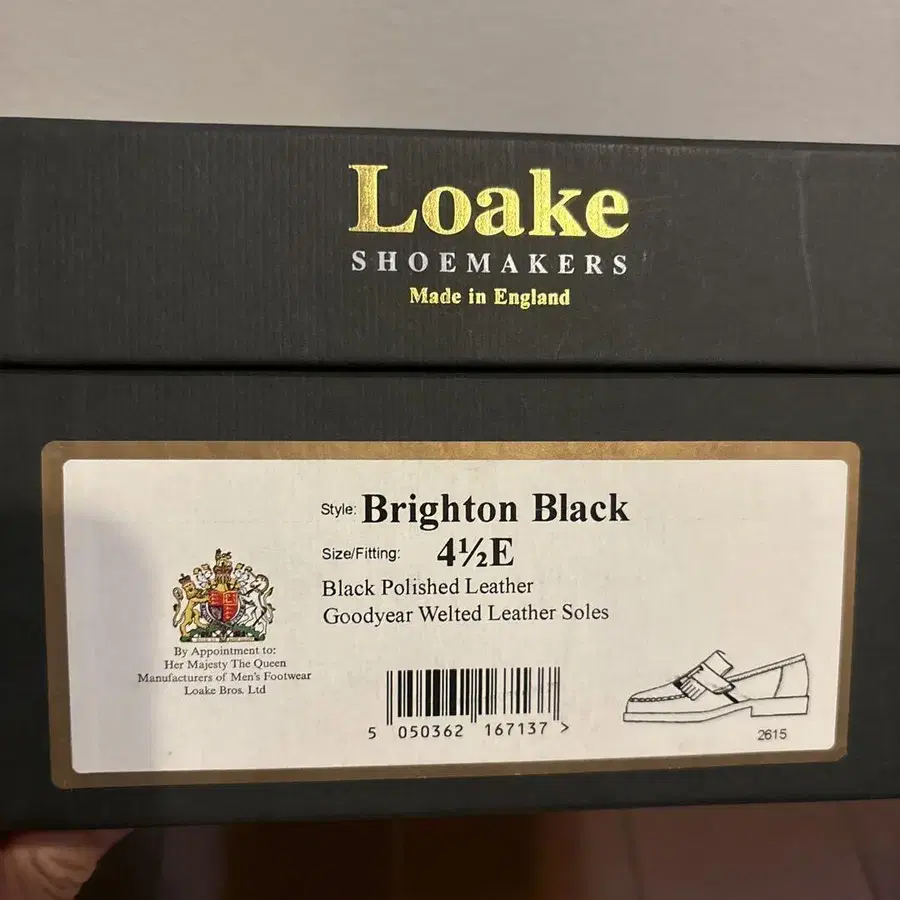 Loake
SHOEMAKERS
Made in England
Style: Brighton Black
Size/Fitting: 4½E
Black Polished Leather
Goodyear Welted Leather Soles
By Appointment to:
Her Majesty The Queen
Manufacturers of Men's Footwear
Loake Bros. Ltd
5 050362 167137 >
2615